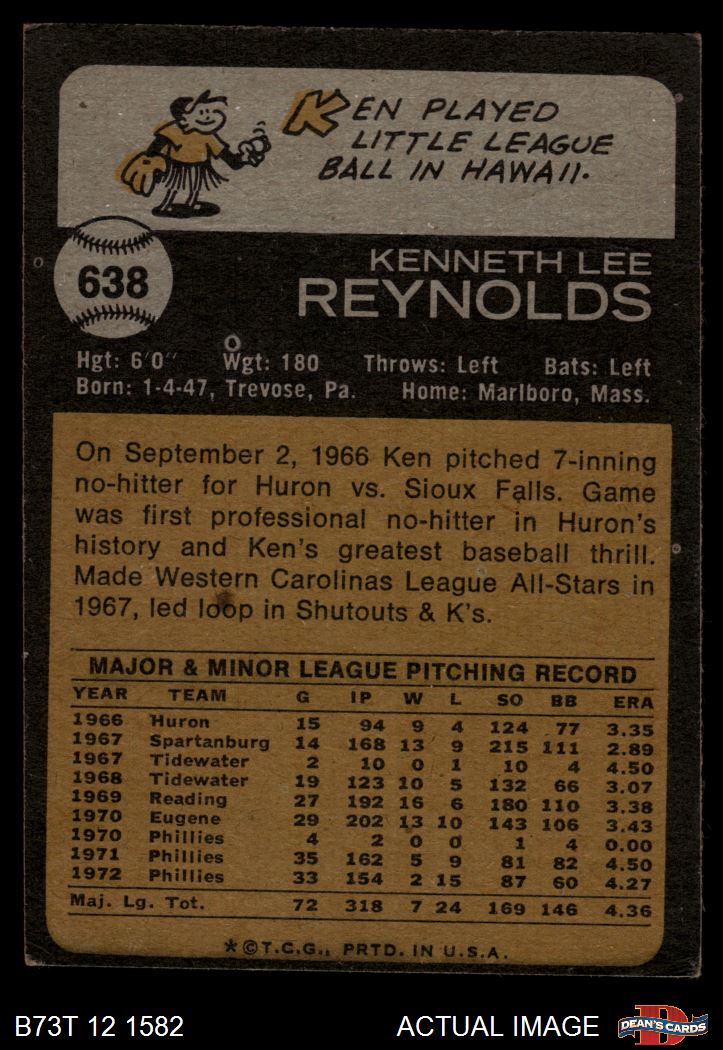 KEN PLAYED
LITTLE LEAGUE
BALL IN HAWAII.
638
KENNETH LEE
REYNOLDS
Hgt: 6'0" Wgt: 180 Throws: Left Bats: Left
Born: 1-4-47, Trevose, Pa. Home: Marlboro, Mass.
On September 2, 1966 Ken pitched 7-inning
no-hitter for Huron vs. Sioux Falls. Game
was first professional no-hitter in Huron's
history and Ken's greatest baseball thrill.
Made Western Carolinas League All-Stars in
1967, led loop in Shutouts & K's.
MAJOR & MINOR LEAGUE PITCHING RECORD
YEAR TEAM G IP W L SO BB ERA
1966 Huron 15 94 9 4 124 77 3.35
1967 Spartanburg 14 168 13 9 215 111 2.89
1967 Tidewater 2 10 0 1 10 4 4.50
1968 Tidewater 19 123 10 5 132 66 3.07
1969 Reading 27 192 16 6 180 110 3.38
1970 Eugene 29 202 13 10 143 106 3.43
1970 Phillies 4 2 0 0 1 4 0.00
1971 Phillies 35 162 5 9 81 82 4.50
1972 Phillies 33 154 2 15 87 60 4.27
Maj. Lg. Tot. 72 318 7 24 169 146 4.36
*©T.C.G., PRTD. IN U.S.A.
B73T 12 1582 ACTUAL IMAGE DEAN'S CARDS